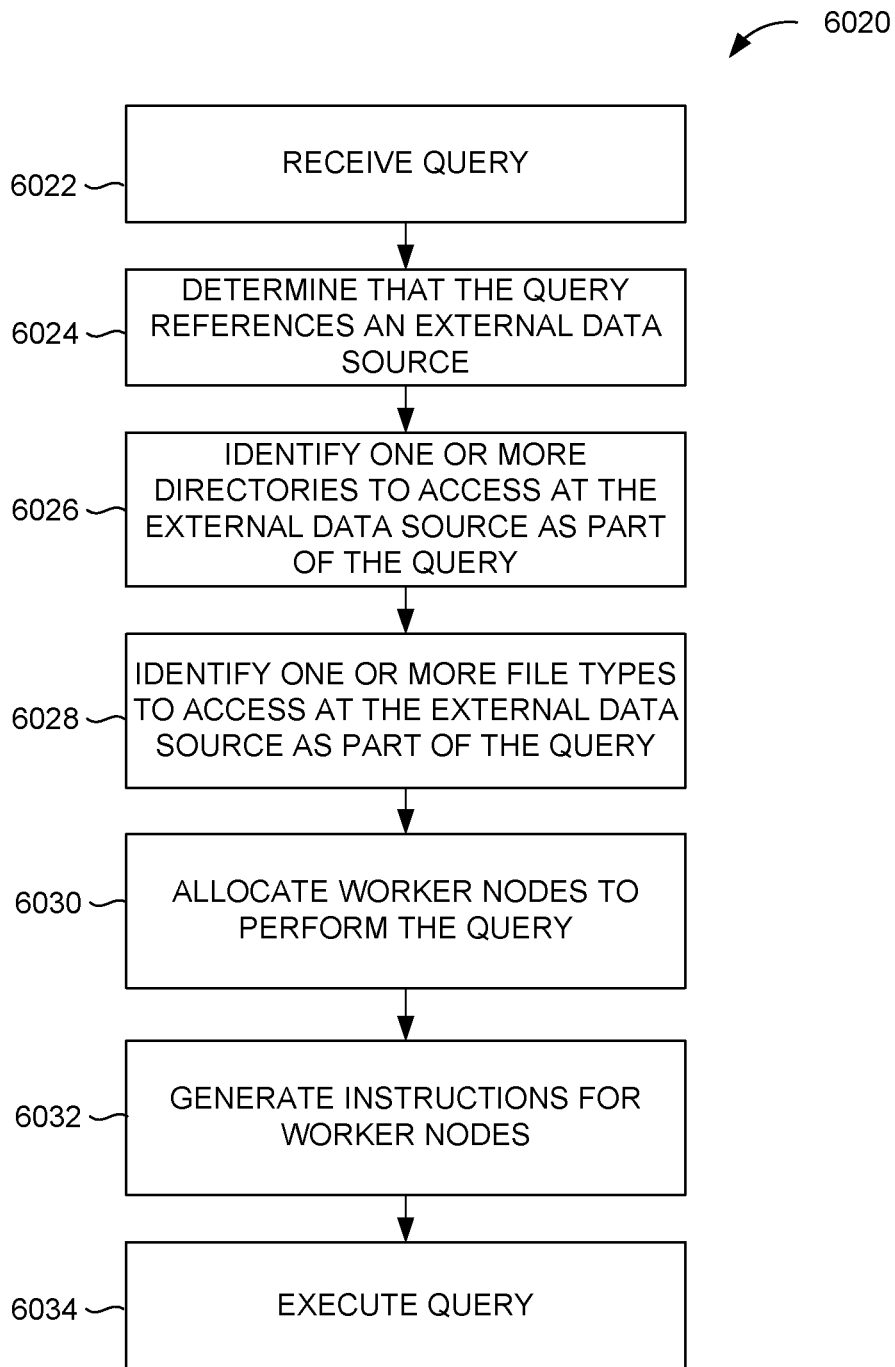 6020
RECEIVE QUERY
6022
DETERMINE THAT THE QUERY
REFERENCES AN EXTERNAL DATA
SOURCE
6024
IDENTIFY ONE OR MORE
DIRECTORIES TO ACCESS AT THE
EXTERNAL DATA SOURCE AS PART
OF THE QUERY
6026
IDENTIFY ONE OR MORE FILE TYPES
TO ACCESS AT THE EXTERNAL DATA
SOURCE AS PART OF THE QUERY
6028
ALLOCATE WORKER NODES TO
PERFORM THE QUERY
6030
GENERATE INSTRUCTIONS FOR
WORKER NODES
6032
EXECUTE QUERY
6034